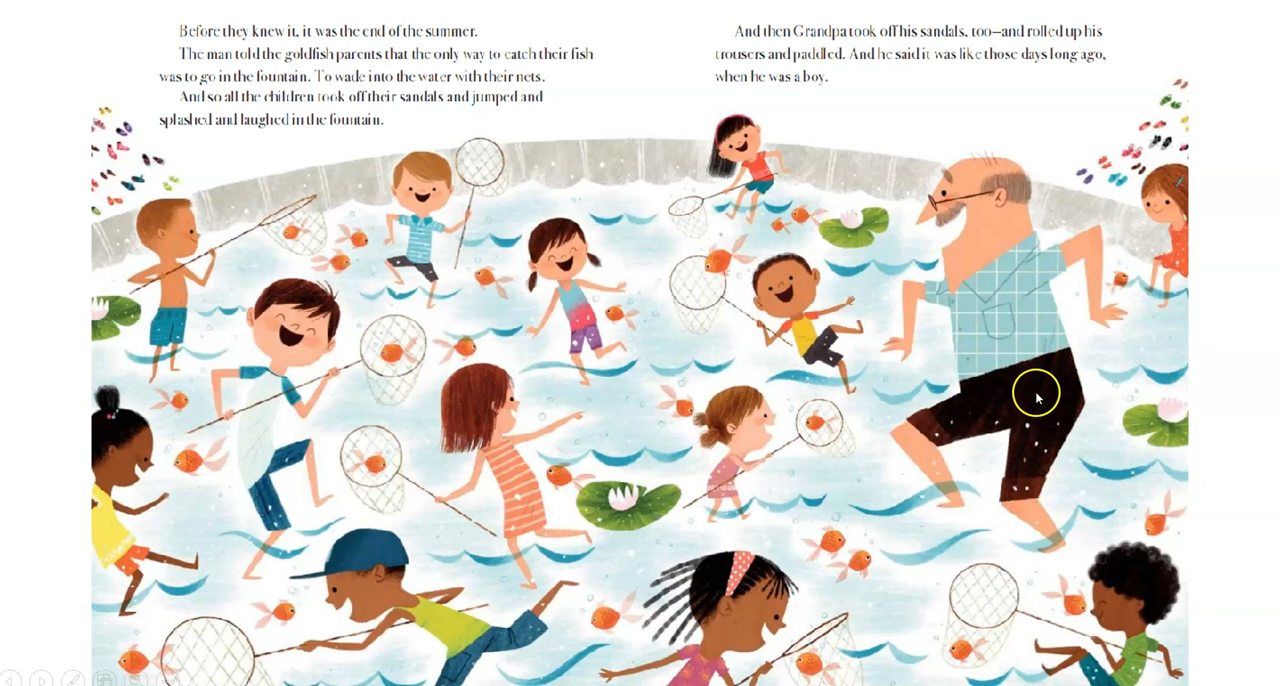 Before they knew it, it was the end of the summer.
The man told the goldfish parents that the only way to catch their fish
was to go in the fountain. To wade into the water with their nets.
And so all the children took off their sandals and jumped and
splashed and laughed in the fountain.
And then Grandpa took off his sandals, too—and rolled up his
trousers and paddled. And he said it was like those days long ago,
when he was a boy.